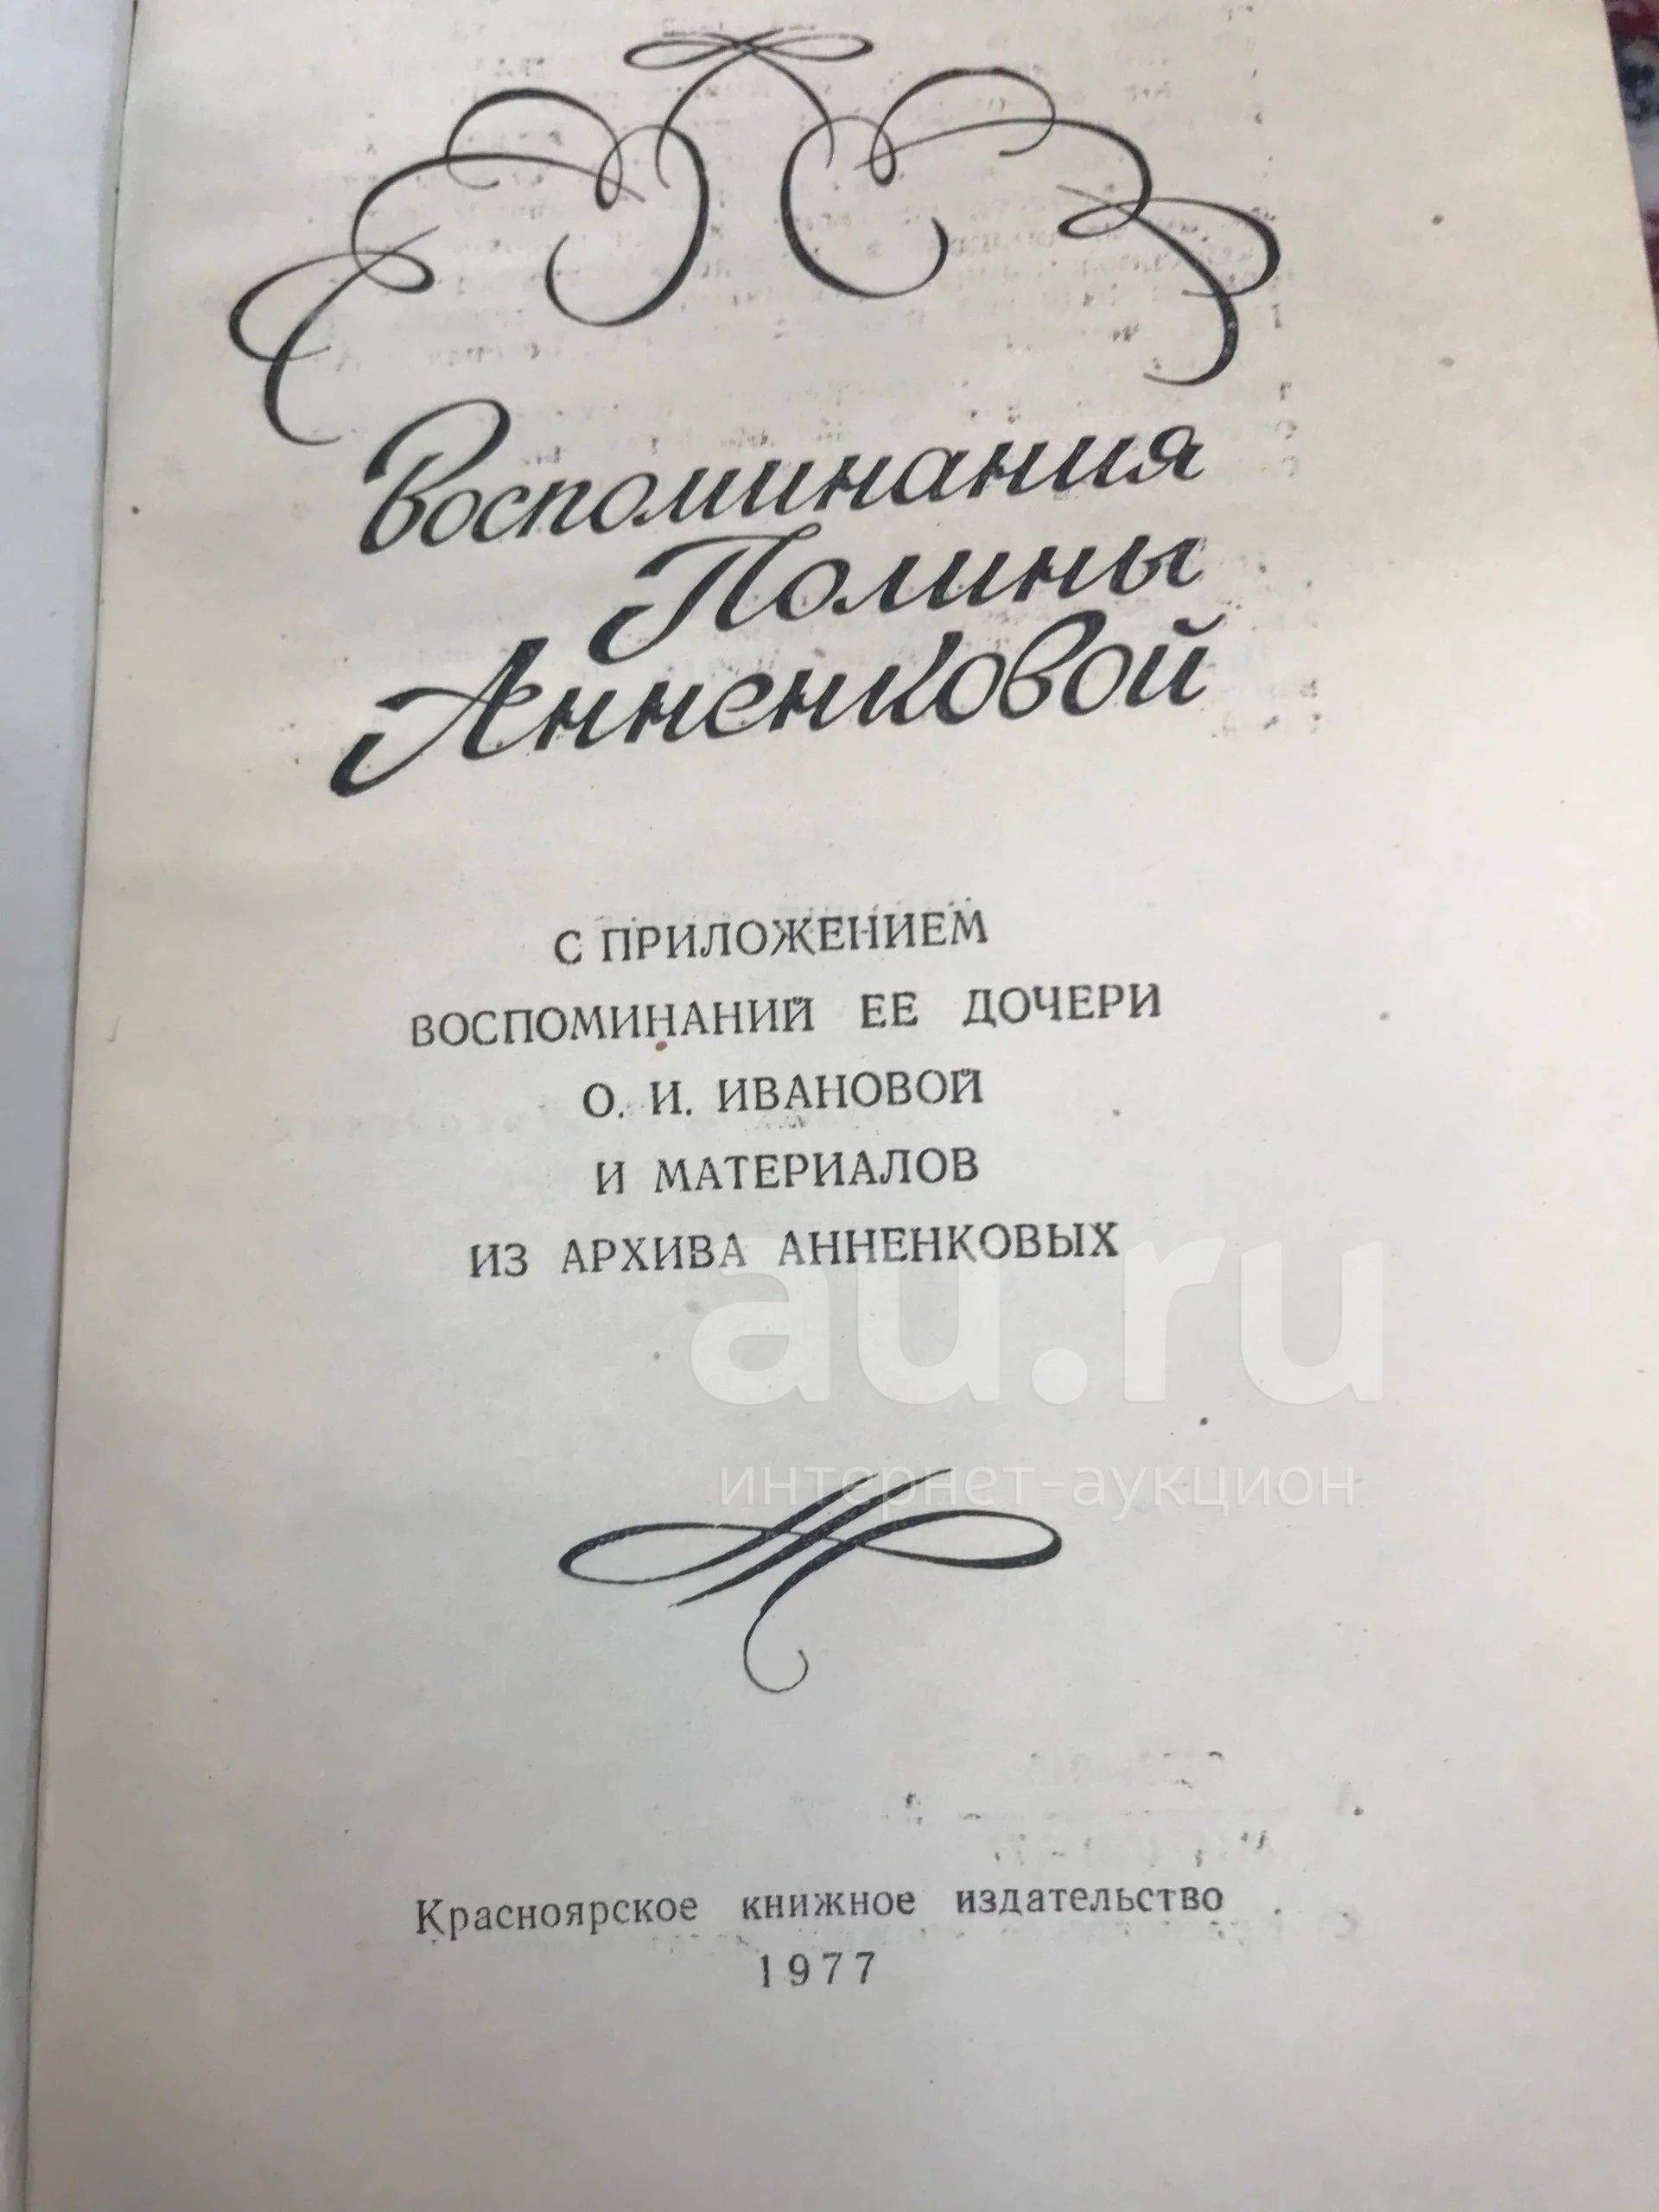 Воспоминания
Полины
Анненковой
С ПРИЛОЖЕНИЕМ
ВОСПОМИНАНИЙ ЕЕ ДОЧЕРИ
О. И. ИВАНОВОЙ
И МАТЕРИАЛОВ
ИЗ АРХИВА АННЕНКОВЫХ
au.ru
интернет-аукцион
Красноярское книжное издательство
1977